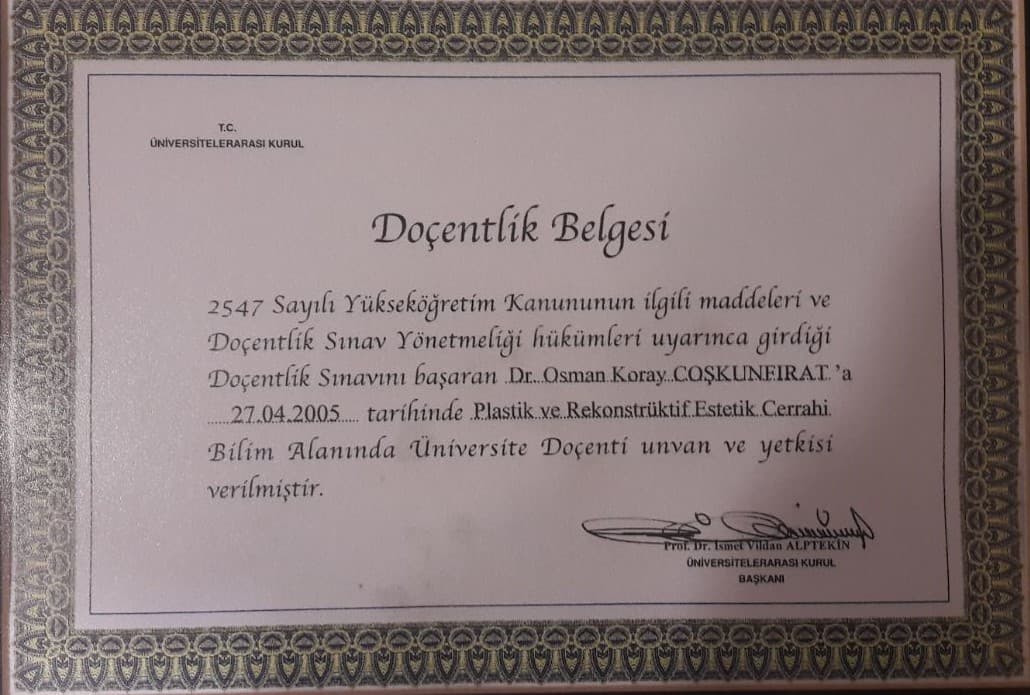 T.C.
ÜNİVERSİTELERARASI KURUL
Doçentlik Belgesi
2547 Sayılı Yükseköğretim Kanununun ilgili maddeleri ve
Doçentlik Sınav Yönetmeliği hükümleri uyarınca girdiği
Doçentlik Sınavını başaran Dr. Osman Koray COŞKUNFIRAT 'a
27.04.2005 tarihinde Plastik ve Rekonstrüktif Estetik Cerrahi
Bilim Alanında Üniversite Doçenti unvan ve yetkisi
verilmiştir.
Prof. Dr. İsmet Vildan ALPTEKİN
ÜNİVERSİTELERARASI KURUL
BAŞKANI